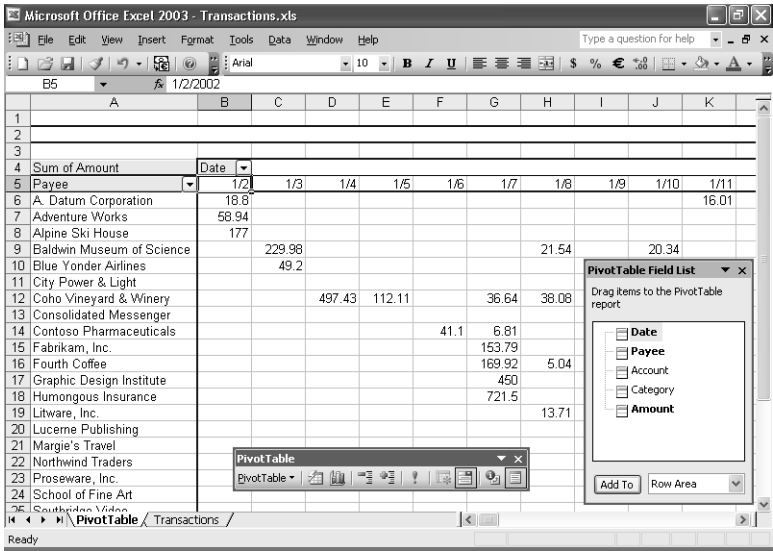 Microsoft Office Excel 2003 - Transactions.xls
File Edit View Insert Format Tools Data Window Help Type a question for help
Arial 10 B I U $ % €
B5 fx 1/2/2002
A B C D E F G H I J K
1
2
3
4 Sum of Amount Date
5 Payee 1/2 1/3 1/4 1/5 1/6 1/7 1/8 1/9 1/10 1/11
6 A. Datum Corporation 18.8 16.01
7 Adventure Works 58.94
8 Alpine Ski House 177
9 Baldwin Museum of Science 229.98 21.54 20.34
10 Blue Yonder Airlines 49.2
11 City Power & Light
12 Coho Vineyard & Winery 497.43 112.11 36.64 38.08
13 Consolidated Messenger
14 Contoso Pharmaceuticals 41.1 6.81
15 Fabrikam, Inc. 153.79
16 Fourth Coffee 169.92 5.04
17 Graphic Design Institute 450
18 Humongous Insurance 721.5
19 Litware, Inc. 13.71
20 Lucerne Publishing
21 Margie's Travel
22 Northwind Traders
23 Proseware, Inc.
24 School of Fine Art
25 Southridge Video
PivotTable Field List
Drag items to the PivotTable
report
Date
Payee
Account
Category
Amount
Add To Row Area
PivotTable
PivotTable
PivotTable Transactions
Ready